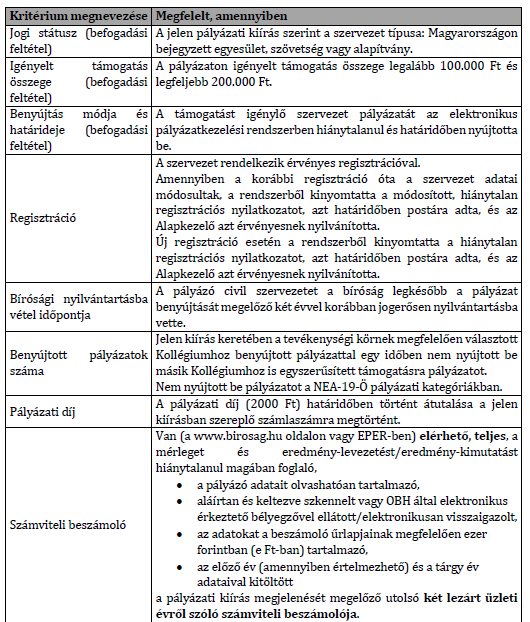 Kritérium megnevezése
Megfelelt, amennyiben
Jogi státusz (befogadási
feltétel)
A jelen pályázati kiírás szerint a szervezet típusa: Magyarországon
bejegyzett egyesület, szövetség vagy alapítvány.
Igényelt támogatás
összege (befogadási
feltétel)
A pályázaton igényelt támogatás összege legalább 100.000 Ft és
legfeljebb 200.000 Ft.
Benyújtás módja és
határideje (befogadási
feltétel)
A támogatást igénylő szervezet pályázatát az elektronikus
pályázatkezelési rendszerben hiánytalanul és határidőben nyújtotta
be.
Regisztráció
A szervezet rendelkezik érvényes regisztrációval.
Amennyiben a korábbi regisztráció óta a szervezet adatai
módosultak, a rendszerből kinyomtatta a módosított, hiánytalan
regisztrációs nyilatkozatot, azt határidőben postára adta, és az
Alapkezelő azt érvényesnek nyilvánította.
Új regisztráció esetén a rendszerből kinyomtatta a hiánytalan
regisztrációs nyilatkozatot, azt határidőben postára adta, és az
Alapkezelő azt érvényesnek nyilvánította.
Bírósági nyilvántartásba
vétel időpontja
A pályázó civil szervezetet a bíróság legkésőbb a pályázat
benyújtását megelőző két évvel korábban jogerősen nyilvántartásba
vette.
Benyújtott pályázatok
száma
Jelen kiírás keretében a tevékenységi körnek megfelelően választott
Kollégiumhoz benyújtott pályázattal egy időben nem nyújtott be
másik Kollégiumhoz is egyszerűsített támogatásra pályázatot.
Nem nyújtott be pályázatot a NEA-19-Ö pályázati kategóriákban.
Pályázati díj
A pályázati díj (2000 Ft) határidőben történt átutalása a jelen
kiírásban szereplő számlaszámra megtörtént.
Számviteli beszámoló
Van (a www.birosag.hu oldalon vagy EPER-ben) elérhető, teljes, a
mérleget és eredmény-levezetést/eredmény-kimutatást
hiánytalanul magában foglaló,
• a pályázó adatait olvashatóan tartalmazó,
• aláírtan és keltezve szkennelt vagy OBH által elektronikus
érkeztető bélyegzővel ellátott/elektronikusan visszaigazolt,
• az adatokat a beszámoló űrlapjainak megfelelően ezer
forintban (e Ft-ban) tartalmazó,
• az előző év (amennyiben értelmezhető) és a tárgy év
adataival kitöltött
a pályázati kiírás megjelenését megelőző utolsó két lezárt üzleti
évről szóló számviteli beszámolója.